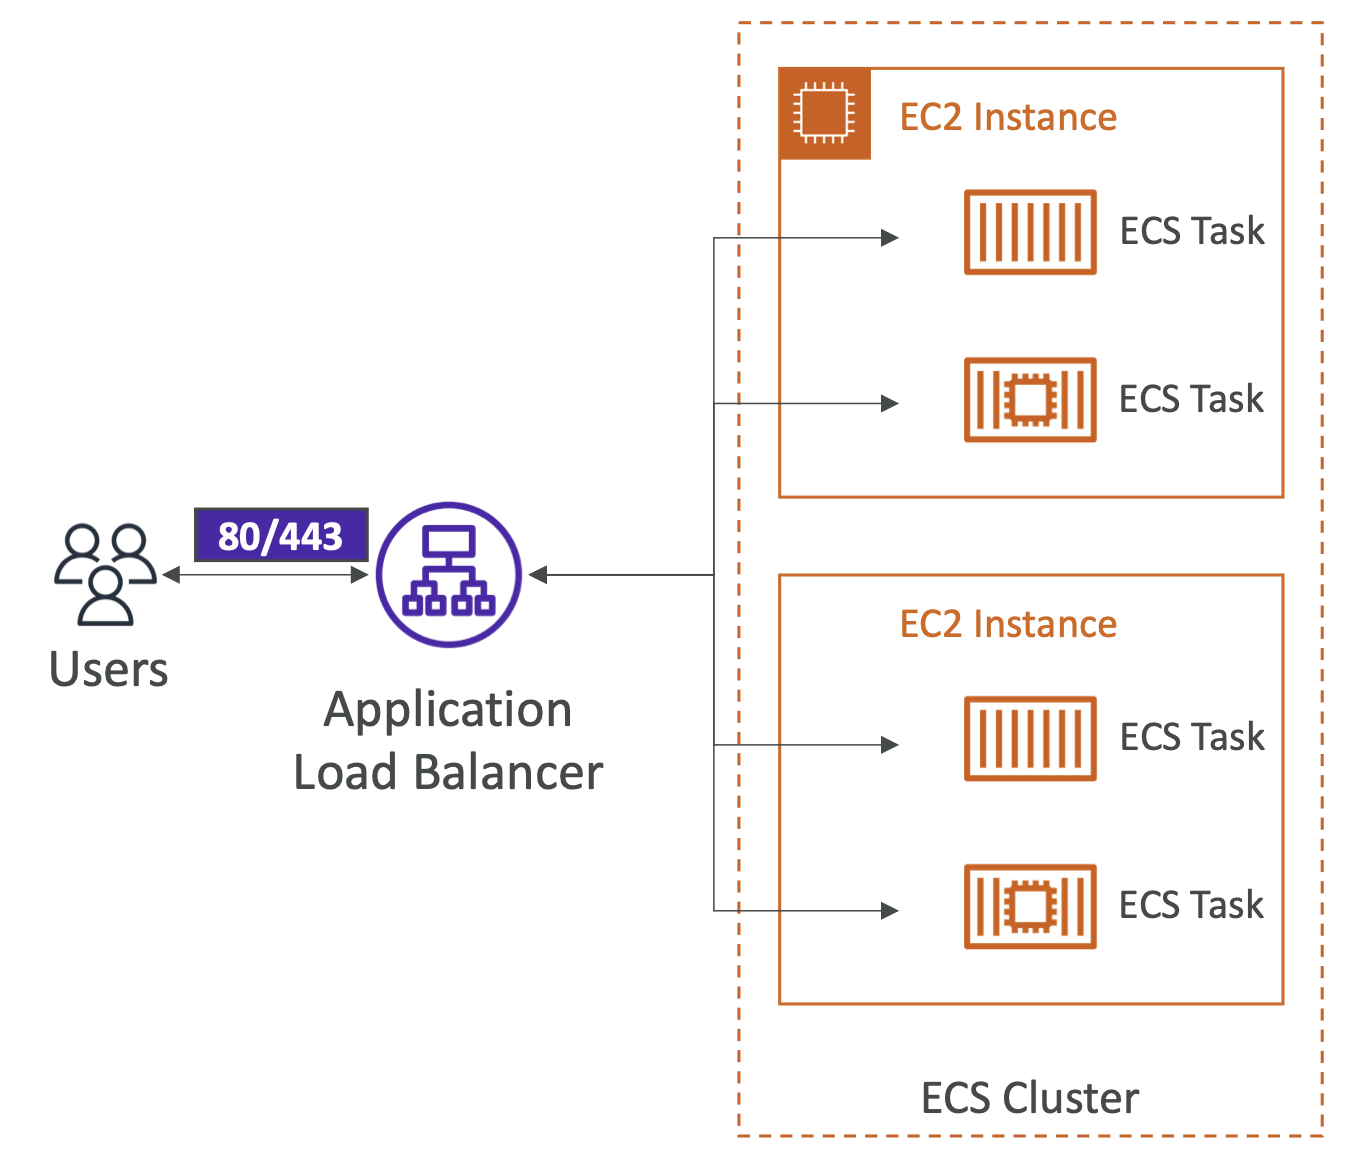 EC2 Instance
ECS Task
ECS Task
80/443
Users
Application
Load Balancer
EC2 Instance
ECS Task
ECS Task
ECS Cluster